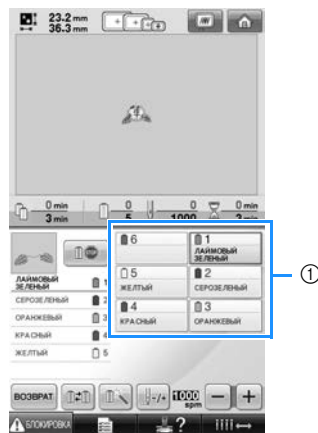 23.2 mm
36.3 mm
0 min
3 min
0
5
0
1000
0 min
3 min
6
1
ЛАЙМОВЫЙ
ЗЕЛЕНЫЙ
5
ЖЕЛТЫЙ
2
СЕРОЗЕЛЕНЫЙ
4
КРАСНЫЙ
3
ОРАНЖЕВЫЙ
①
ЛАЙМОВЫЙ
ЗЕЛЕНЫЙ 1
СЕРОЗЕЛЕНЫЙ 2
ОРАНЖЕВЫЙ 3
КРАСНЫЙ 4
ЖЕЛТЫЙ 5
ВОЗВРАТ
-/+
1000
spm
− +
БЛОКИРОВКА
?